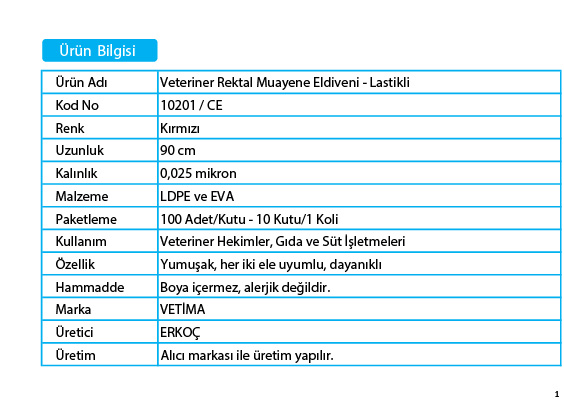 Ürün Bilgisi
Ürün Adı Veteriner Rektal Muayene Eldiveni - Lastikli
Kod No 10201 / CE
Renk Kırmızı
Uzunluk 90 cm
Kalınlık 0,025 mikron
Malzeme LDPE ve EVA
Paketleme 100 Adet/Kutu - 10 Kutu/1 Koli
Kullanım Veteriner Hekimler, Gıda ve Süt İşletmeleri
Özellik Yumuşak, her iki ele uyumlu, dayanıklı
Hammadde Boya içermez, alerjik değildir.
Marka VETİMA
Üretici ERKOÇ
Üretim Alıcı markası ile üretim yapılır.
1